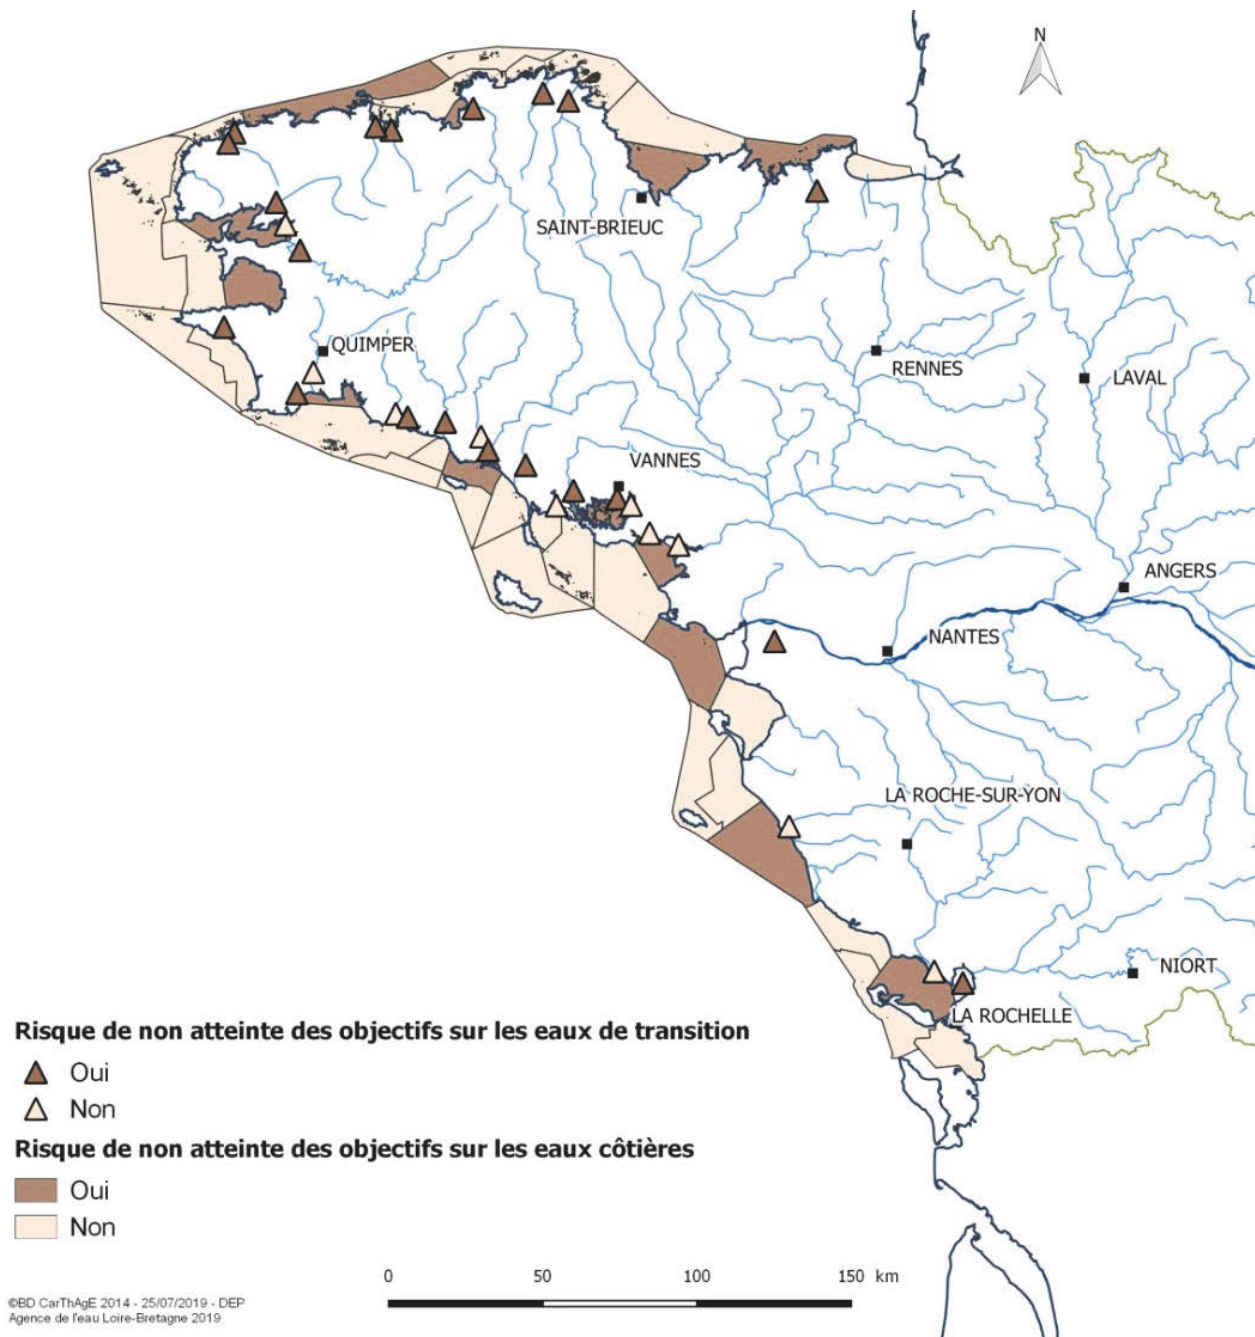 N
SAINT-BRIEUC
QUIMPER
RENNES
LAVAL
VANNES
ANGERS
NANTES
LA ROCHE-SUR-YON
NIORT
LA ROCHELLE
Risque de non atteinte des objectifs sur les eaux de transition
Oui
Non
Risque de non atteinte des objectifs sur les eaux côtières
Oui
Non
0 50 100 150 km
©BD CarThAgE 2014 - 25/07/2019 - DEP
Agence de l'eau Loire-Bretagne 2019